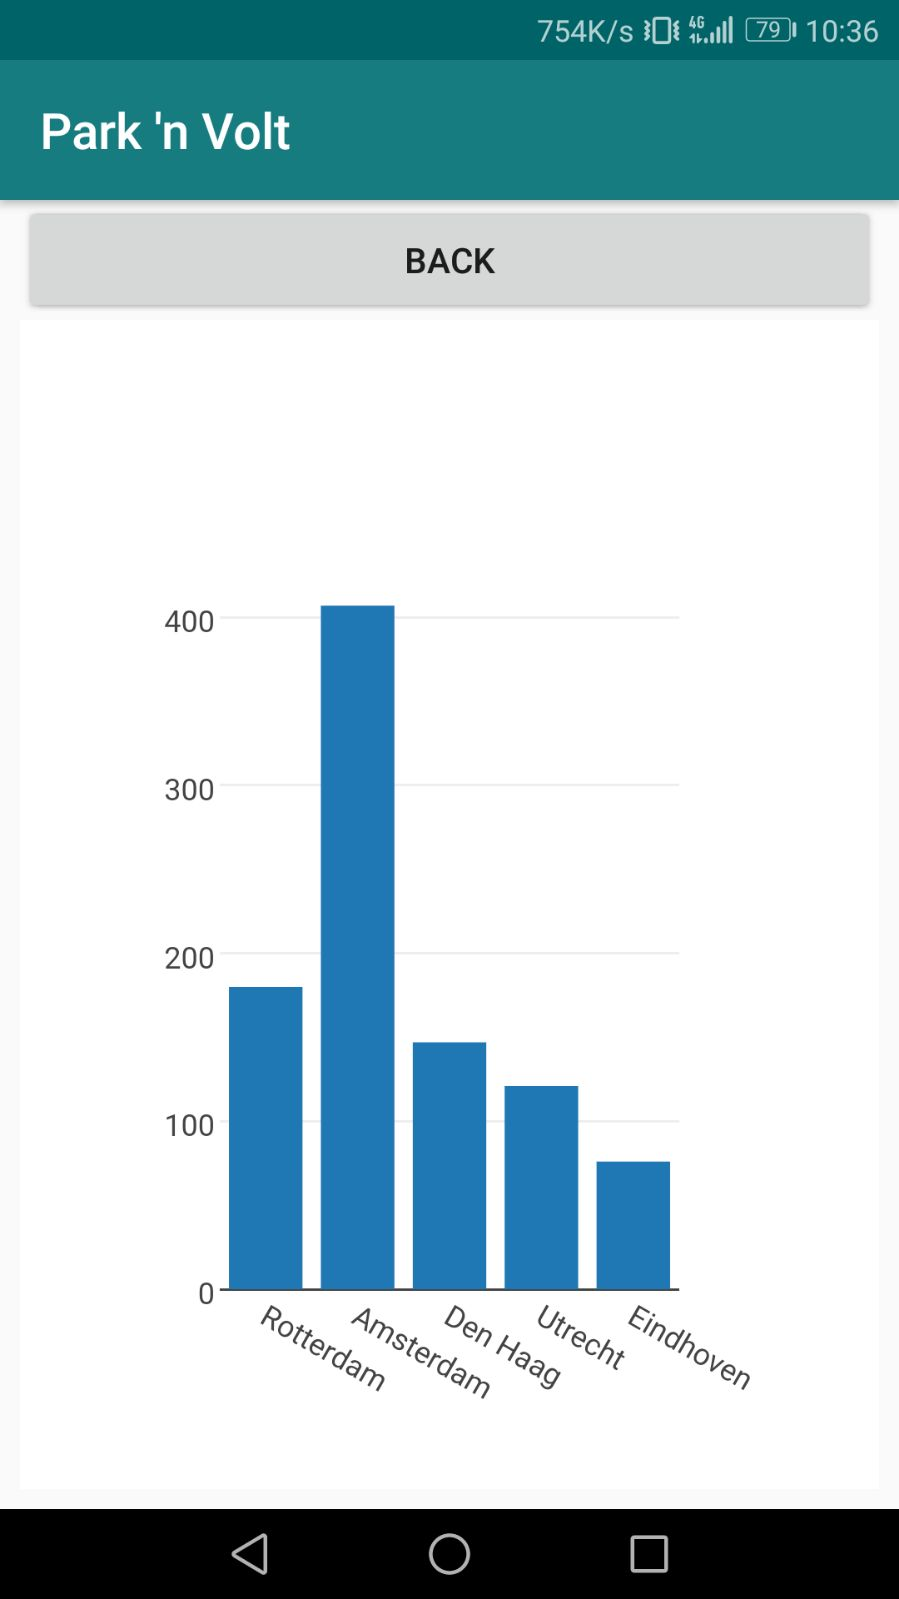 754K/s 4G 79 10:36
Park 'n Volt
BACK
400
300
200
100
0
Rotterdam
Amsterdam
Den Haag
Utrecht
Eindhoven